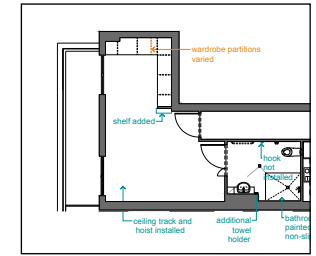 wardrobe partitions
varied
shelf added
hook
not
installed
ceiling track and
hoist installed
additional
towel
holder
painted
non-sli